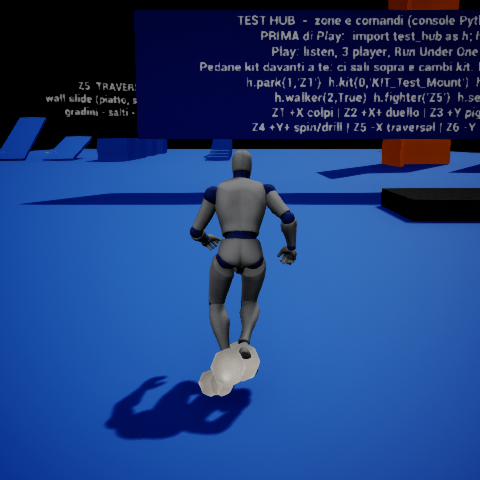 TEST HUB - zone e comandi (console Pyt
PRIMA di Play: import test_hub as h;
Play: listen, 3 player, Run Under One
Pedane kit davanti a te: ci sali sopra e cambi kit.
h.park(1,'Z1') h.kit(0,'KIT_Test_Mount')
h.walker(2,True) h.fighter('Z5') h.se
Z1 +X colpi | Z2 +X+ duello | Z3 +Y pig
Z4 +Y+ spin/drill | Z5 -X traversal | Z6 -Y
Z5 TRAVERS
wall slide (piatto, s
gradini - salti -